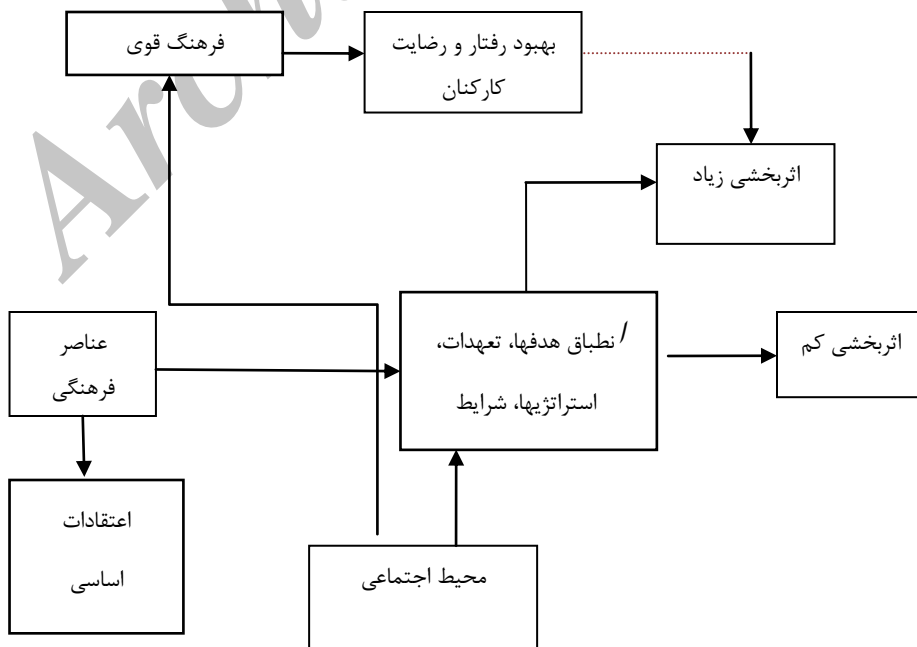 فرهنگ قوی
بهبود رفتار و رضایت
کارکنان
اثربخشی زیاد
انطباق هدفها، تعهدات،
استراتژیها، شرایط
اثربخشی کم
عناصر
فرهنگی
اعتقادات
اساسی
محیط اجتماعی